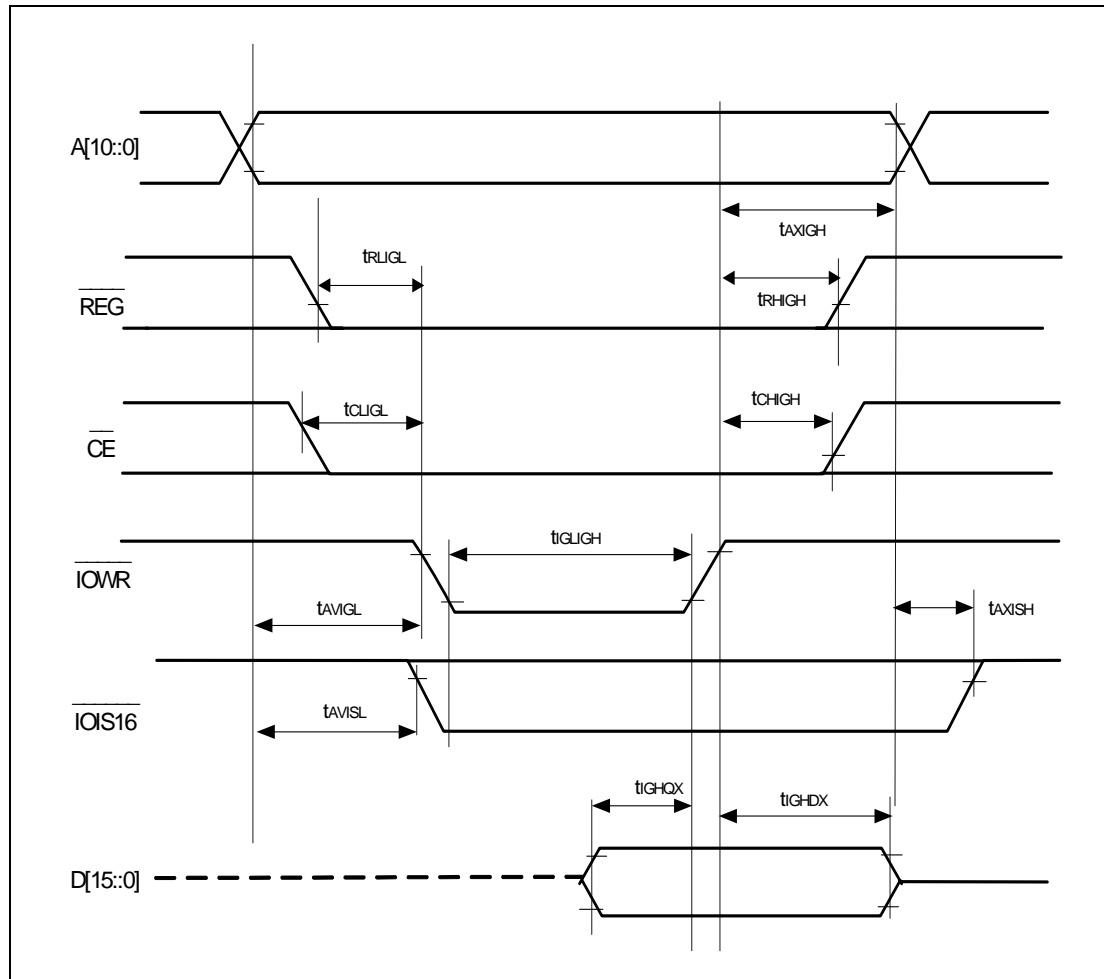 A[10::0]
tAXIGH
tRLIGL
REG
tRHIGH
tCLIGL
tCHIGH
CE
tIGLIGH
IOWR
tAVIGL
tAXISH
IOIS16
tAVISL
tIGHQX
tIGHDX
D[15::0]